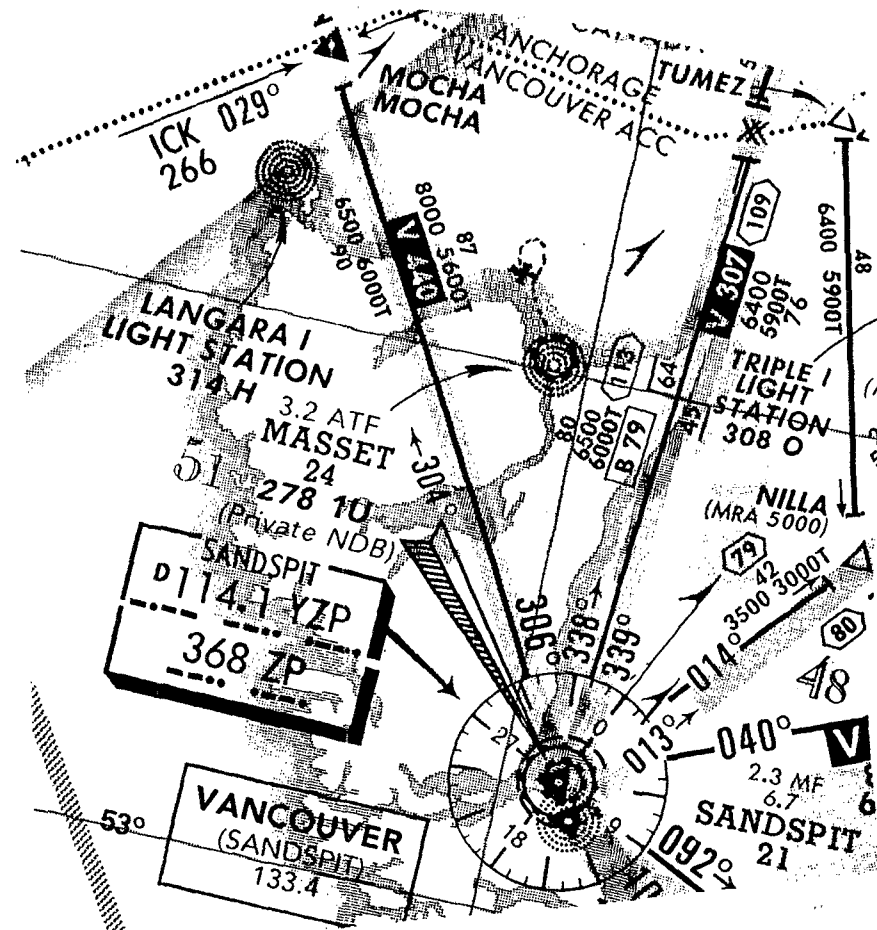 ANCHORAGE
VANCOUVER ACC
TUMEZ
MOCHA
MOCHA
ICK 029°
266
6500 6000T
90
V 440
8000 5600T
87
109
V 307
6400
5900T
76
48
6400 5900T
LANGARA I
LIGHT STATION
314 H
3.2 ATF
MASSET
24
278 1U
(Private NDB)
51
304°
113
64
45
80
6500
6000T
B 79
TRIPLE I
LIGHT
STATION
308 O
NILLA
(MRA 5000)
79
42
3500 3000T
80
48
SANDSPIT
D 114.1 YZP
368 ZP
306°
338°
339°
014°
013°
040°
V
092°
27
0
9
18
53°
VANCOUVER
(SANDSPIT)
133.4
2.3 MF
6.7
SANDSPIT
21